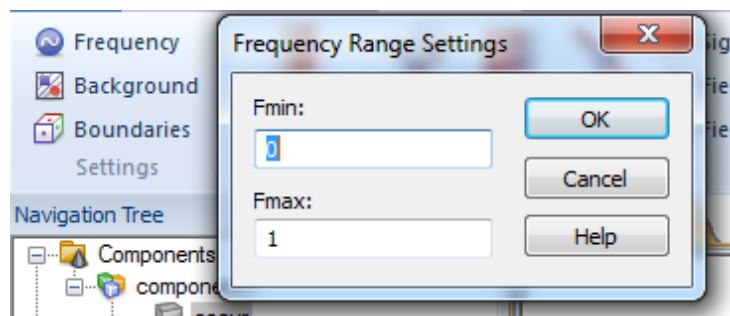 Frequency
Background
Boundaries
Settings
Navigation Tree
Components
Frequency Range Settings
Fmin:
0
Fmax:
1
OK
Cancel
Help